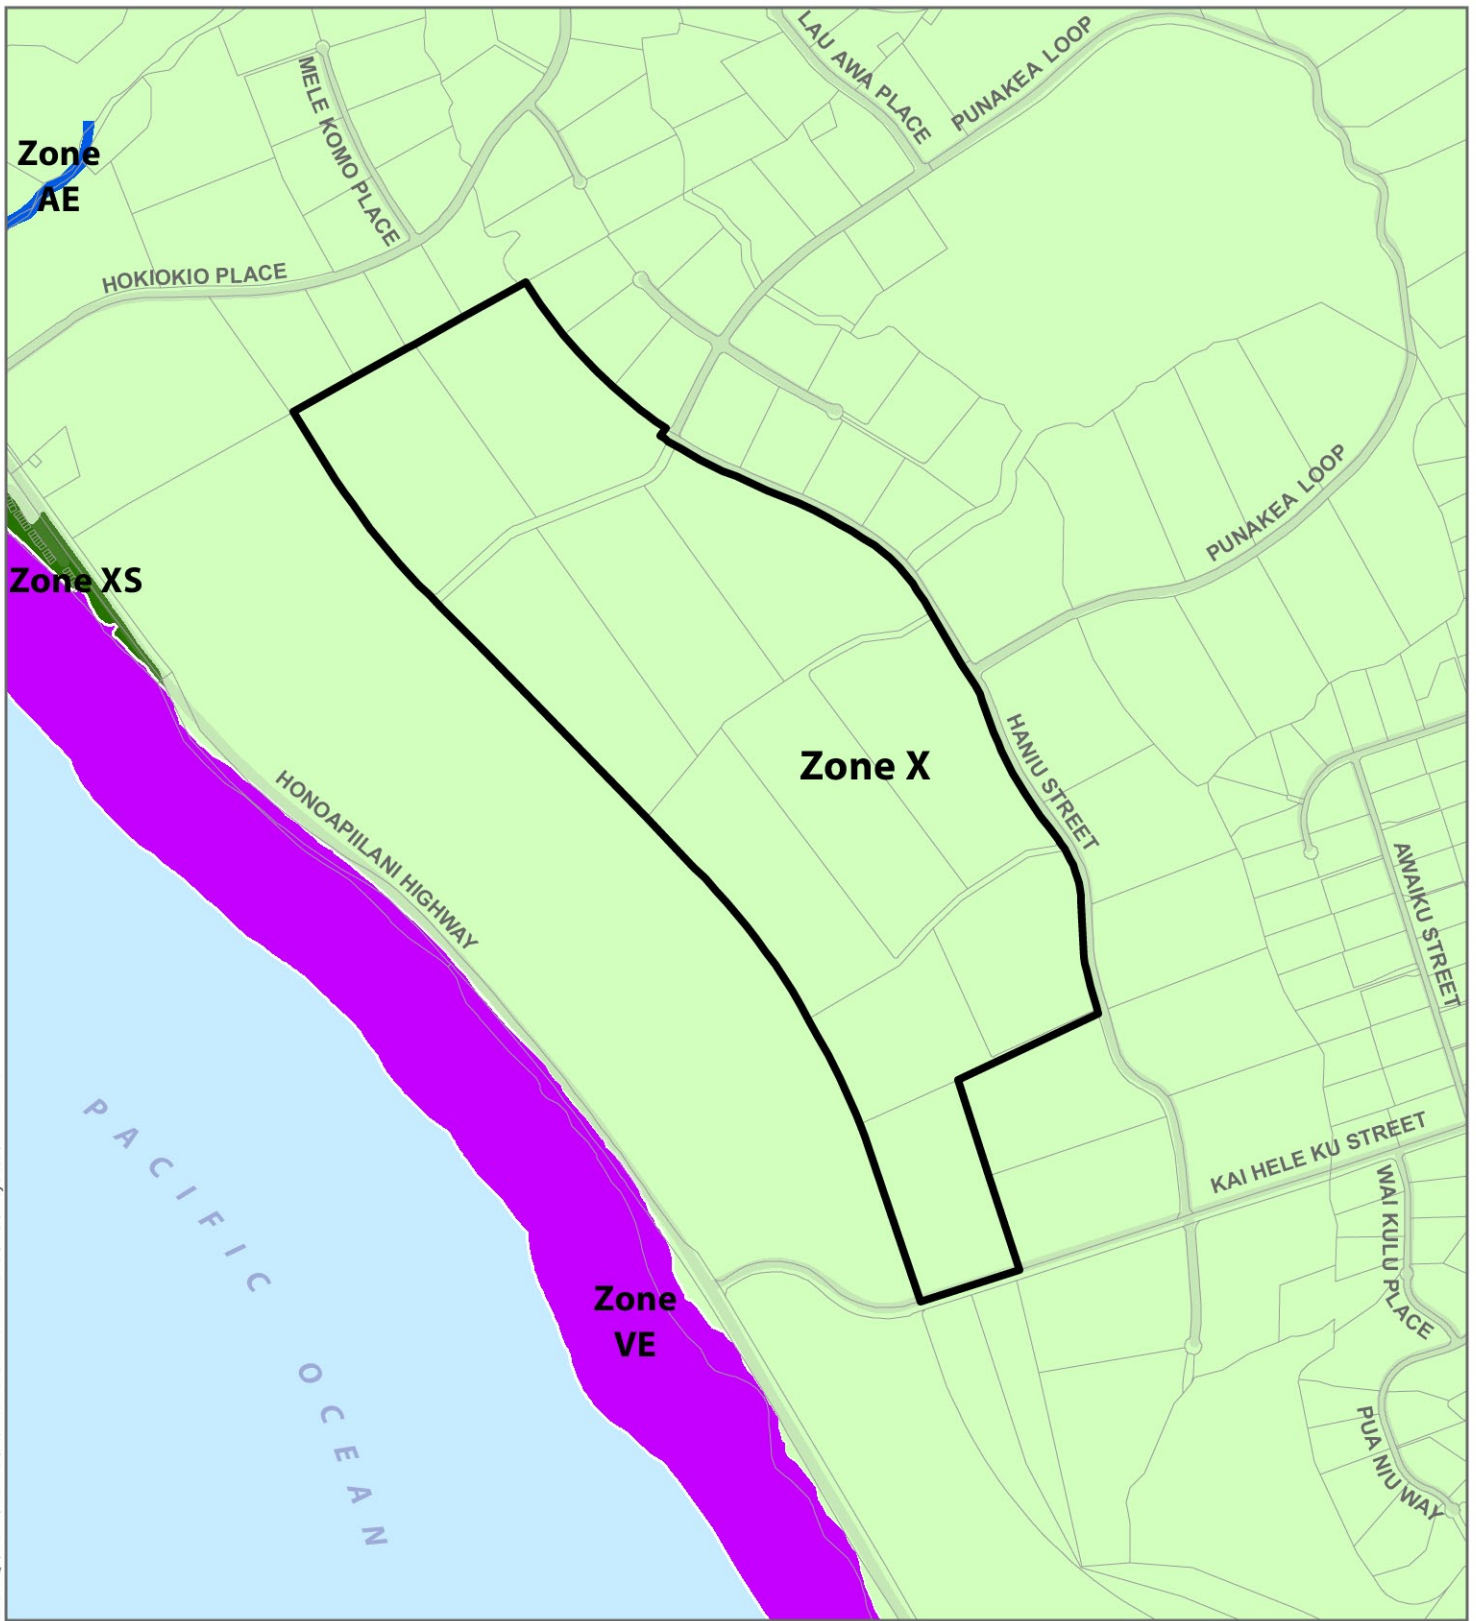 LAU AWA PLACE
PUNAKEA LOOP
MELE KOMO PLACE
Zone
AE
HOKIOKIO PLACE
PUNAKEA LOOP
Zone XS
HANIU STREET
Zone X
HONOAPIILANI HIGHWAY
AWAIKU STREET
PACIFIC OCEAN
KAI HELE KU STREET
WAI KULU PLACE
Zone
VE
PUA NIU WAY